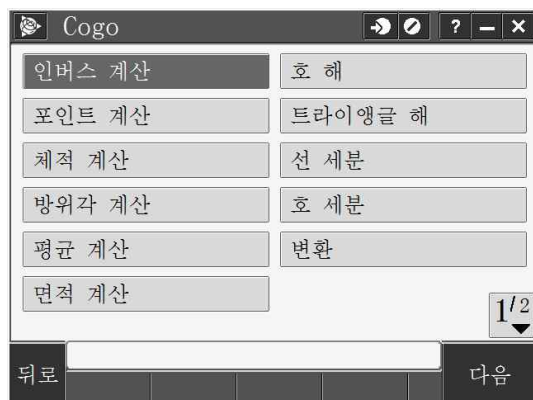 Cogo
?
인버스 계산
호 해
포인트 계산
트라이앵글 해
체적 계산
선 세분
방위각 계산
호 세분
평균 계산
변환
면적 계산
1/2
뒤로
다음